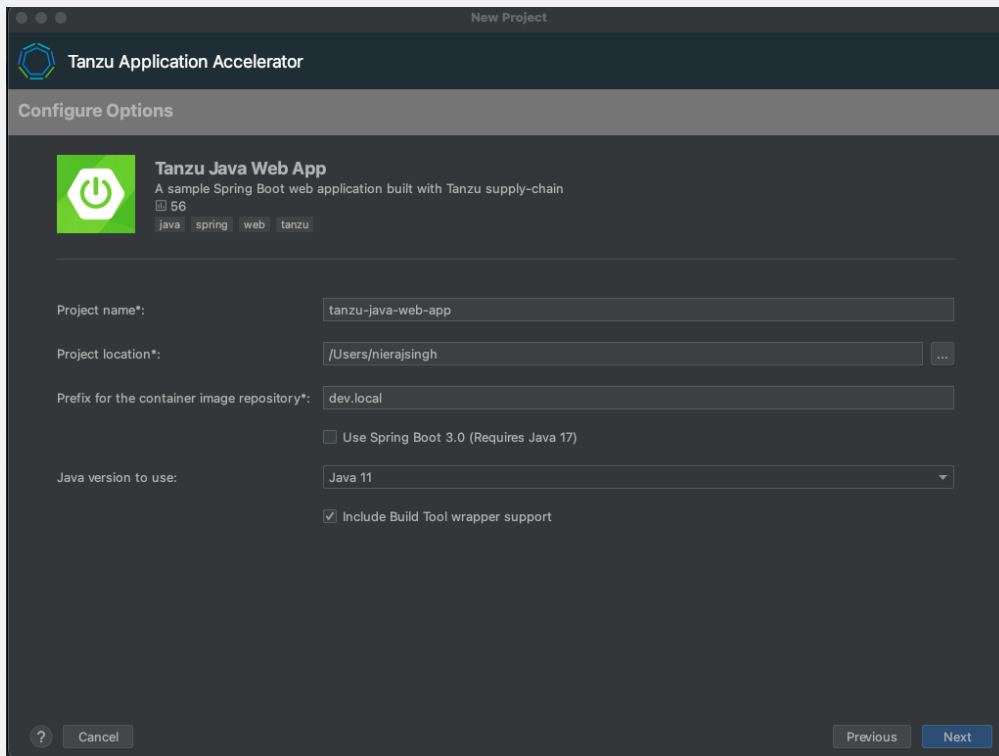 New Project
Tanzu Application Accelerator
Configure Options
Tanzu Java Web App
A sample Spring Boot web application built with Tanzu supply-chain
56
java spring web tanzu
Project name*: tanzu-java-web-app
Project location*: /Users/nierajsingh ...
Prefix for the container image repository*: dev.local
Use Spring Boot 3.0 (Requires Java 17)
Java version to use: Java 11
Include Build Tool wrapper support
? Cancel Previous Next